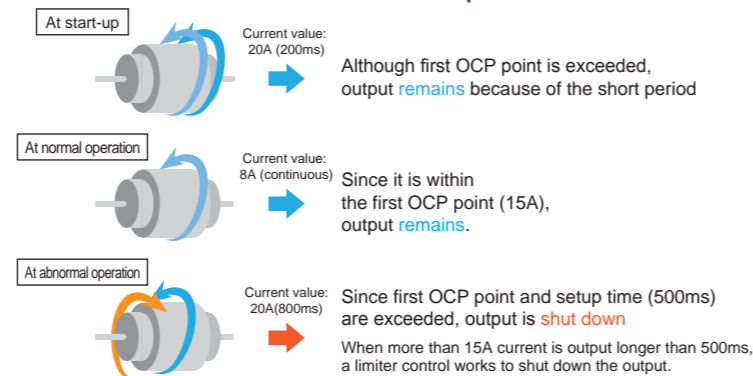 At start-up
Current value:
20A (200ms)
Although first OCP point is exceeded,
output remains because of the short period
At normal operation
Current value:
8A (continuous)
Since it is within
the first OCP point (15A),
output remains.
At abnormal operation
Current value:
20A(800ms)
Since first OCP point and setup time (500ms)
are exceeded, output is shut down
When more than 15A current is output longer than 500ms,
a limiter control works to shut down the output.